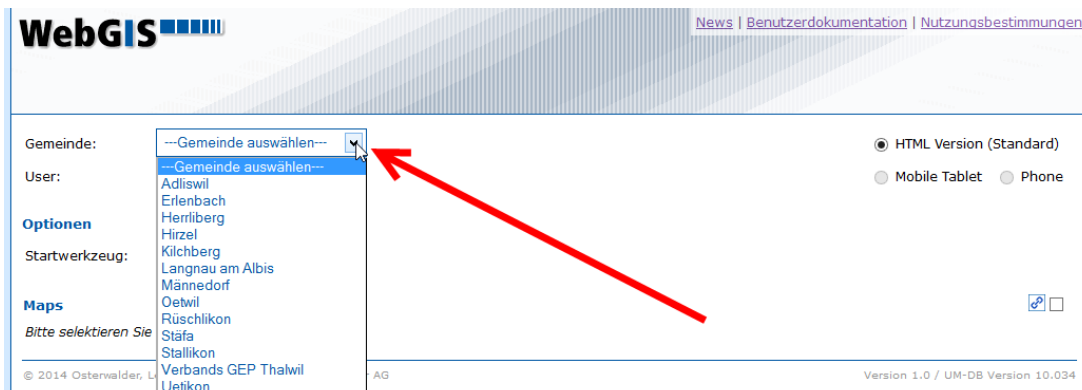 WebGIS
News | Benutzerdokumentation | Nutzungsbestimmungen
Gemeinde:
---Gemeinde auswählen---
HTML Version (Standard)
---Gemeinde auswählen---
User:
Mobile Tablet
Phone
Adliswil
Erlenbach
Herrliberg
Optionen
Hirzel
Startwerkzeug:
Kilchberg
Langnau am Albis
Männedorf
Maps
Oetwil
Rüschlikon
Bitte selektieren Sie
Stäfa
Stallikon
© 2014 Osterwalder,
Verbands GEP Thalwil
AG
Version 1.0 / UM-DB Version 10.034
Uetikon